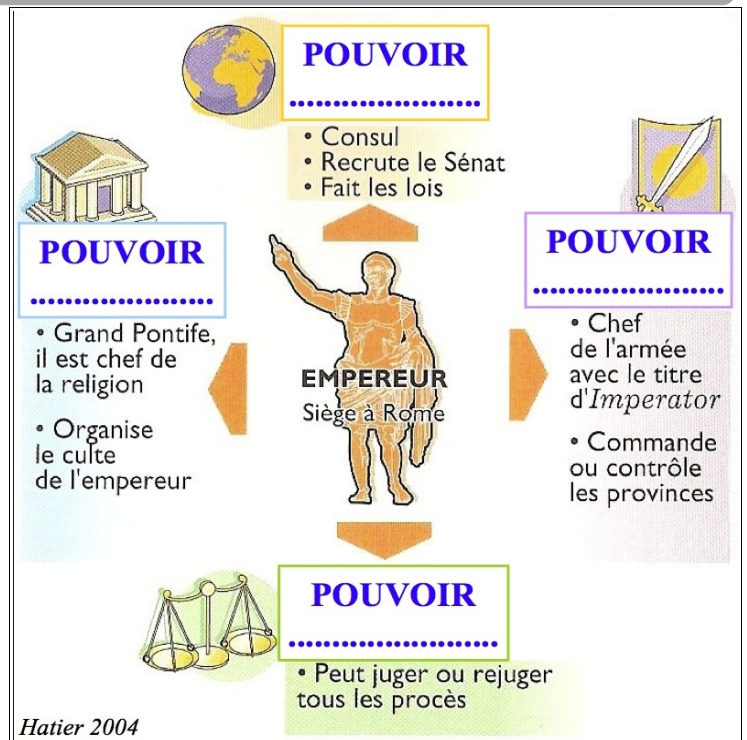 POUVOIR
......................
• Consul
• Recrute le Sénat
• Fait les lois
POUVOIR
.....................
• Grand Pontife,
il est chef de
la religion
• Organise
le culte
de l'empereur
EMPEREUR
Siège à Rome
POUVOIR
......................
• Chef
de l'armée
avec le titre
d'Imperator
• Commande
ou contrôle
les provinces
POUVOIR
........................
• Peut juger ou rejuger
tous les procès
Hatier 2004